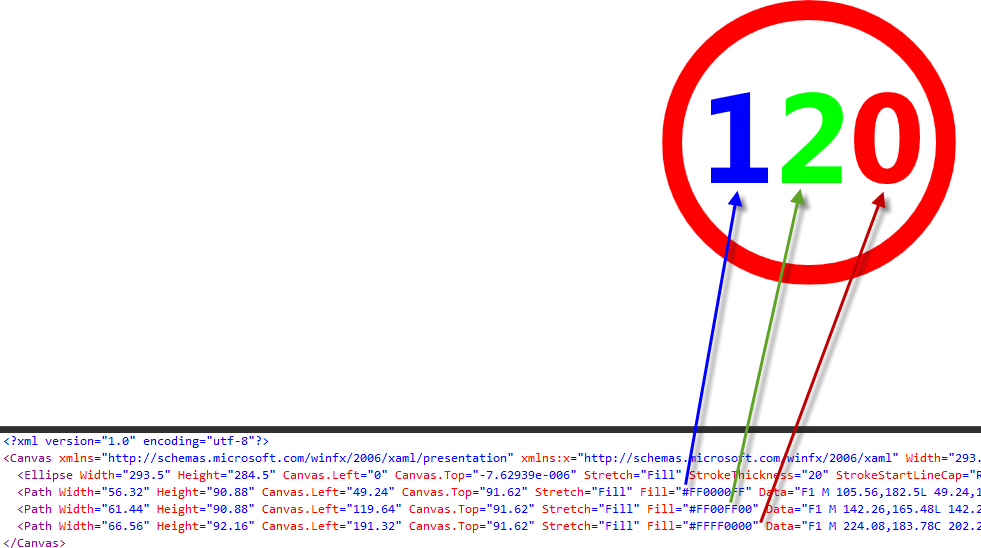 120
<?xml version="1.0" encoding="utf-8"?>
<Canvas xmlns="http://schemas.microsoft.com/winfx/2006/xaml/presentation" xmlns:x="http://schemas.microsoft.com/winfx/2006/xaml" Width="293.
<Ellipse Width="293.5" Height="284.5" Canvas.Left="0" Canvas.Top="-7.62939e-006" Stretch="Fill" StrokeThickness="20" StrokeStartLineCap="R
<Path Width="56.32" Height="90.88" Canvas.Left="49.24" Canvas.Top="91.62" Stretch="Fill" Fill="#FF0000FF" Data="F1 M 105.56,182.5L 49.24,1
<Path Width="61.44" Height="90.88" Canvas.Left="119.64" Canvas.Top="91.62" Stretch="Fill" Fill="#FF00FF00" Data="F1 M 142.26,165.48L 142.2
<Path Width="66.56" Height="92.16" Canvas.Left="191.32" Canvas.Top="91.62" Stretch="Fill" Fill="#FFFF0000" Data="F1 M 224.08,183.78C 202.2
</Canvas>